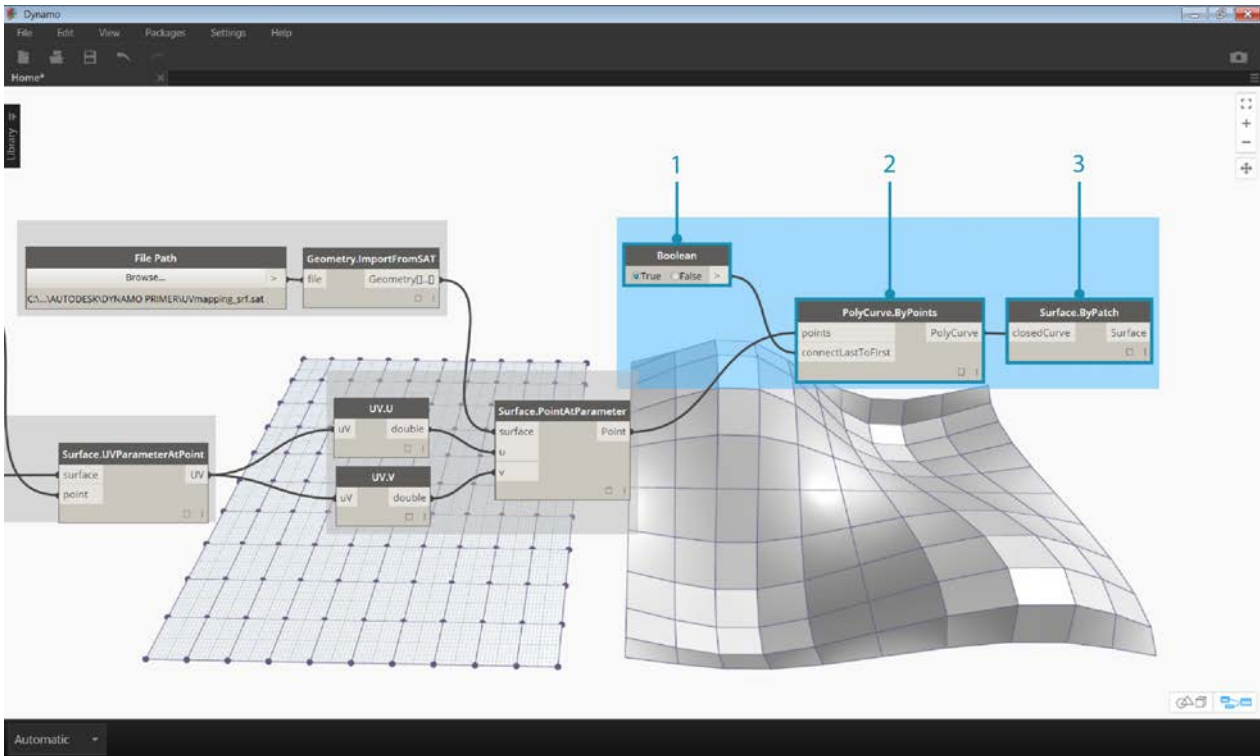 Dynamo
File Edit View Packages Settings Help
Home*
Library
1 2 3
File Path
Browse... >
C:\...\AUTODESK\DYNAMO PRIMER\UVmapping_srf.sat
Geometry.ImportFromSAT
file Geometry[]..[]
Boolean
True False >
PolyCurve.ByPoints
points PolyCurve
connectLastToFirst
Surface.ByPatch
closedCurve Surface
UV.U
uV double
UV.V
uV double
Surface.PointAtParameter
surface Point
u
v
Surface.UVParameterAtPoint
surface UV
point
Automatic